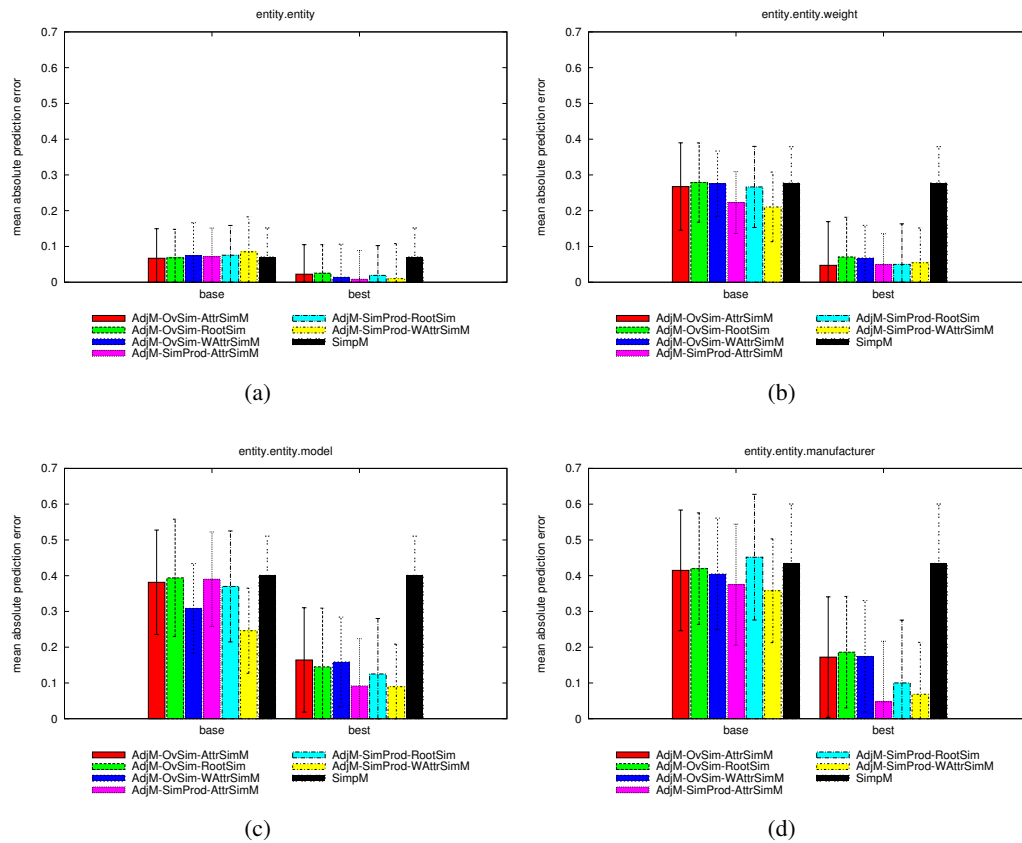 entity.entity
0.7
0.6
0.5
0.4
0.3
0.2
0.1
0
mean absolute prediction error
base best
AdjM-OvSim-AttrSimM AdjM-SimProd-RootSim
AdjM-OvSim-RootSim AdjM-SimProd-WAttrSimM
AdjM-OvSim-WAttrSimM SimpM
AdjM-SimProd-AttrSimM
(a)
entity.entity.weight
0.7
0.6
0.5
0.4
0.3
0.2
0.1
0
mean absolute prediction error
base best
AdjM-OvSim-AttrSimM AdjM-SimProd-RootSim
AdjM-OvSim-RootSim AdjM-SimProd-WAttrSimM
AdjM-OvSim-WAttrSimM SimpM
AdjM-SimProd-AttrSimM
(b)
entity.entity.model
0.7
0.6
0.5
0.4
0.3
0.2
0.1
0
mean absolute prediction error
base best
AdjM-OvSim-AttrSimM AdjM-SimProd-RootSim
AdjM-OvSim-RootSim AdjM-SimProd-WAttrSimM
AdjM-OvSim-WAttrSimM SimpM
AdjM-SimProd-AttrSimM
(c)
entity.entity.manufacturer
0.7
0.6
0.5
0.4
0.3
0.2
0.1
0
mean absolute prediction error
base best
AdjM-OvSim-AttrSimM AdjM-SimProd-RootSim
AdjM-OvSim-RootSim AdjM-SimProd-WAttrSimM
AdjM-OvSim-WAttrSimM SimpM
AdjM-SimProd-AttrSimM
(d)